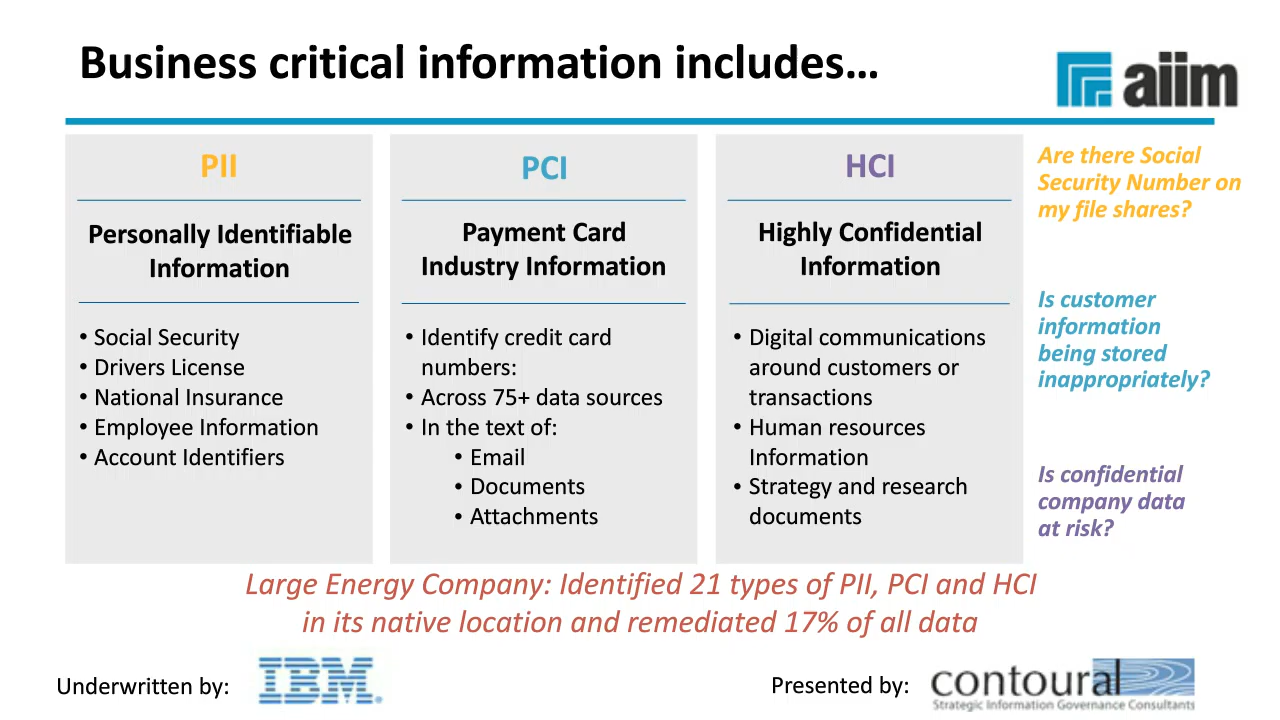 Business critical information includes…
aiim
PII
Personally Identifiable
Information
• Social Security
• Drivers License
• National Insurance
• Employee Information
• Account Identifiers
PCI
Payment Card
Industry Information
• Identify credit card
numbers:
• Across 75+ data sources
• In the text of:
• Email
• Documents
• Attachments
HCI
Highly Confidential
Information
• Digital communications
around customers or
transactions
• Human resources
Information
• Strategy and research
documents
Are there Social
Security Number on
my file shares?
Is customer
information
being stored
inappropriately?
Is confidential
company data
at risk?
Large Energy Company: Identified 21 types of PII, PCI and HCI
in its native location and remediated 17% of all data
Underwritten by:
IBM®
Presented by:
contoural
Strategic Information Governance Consultants